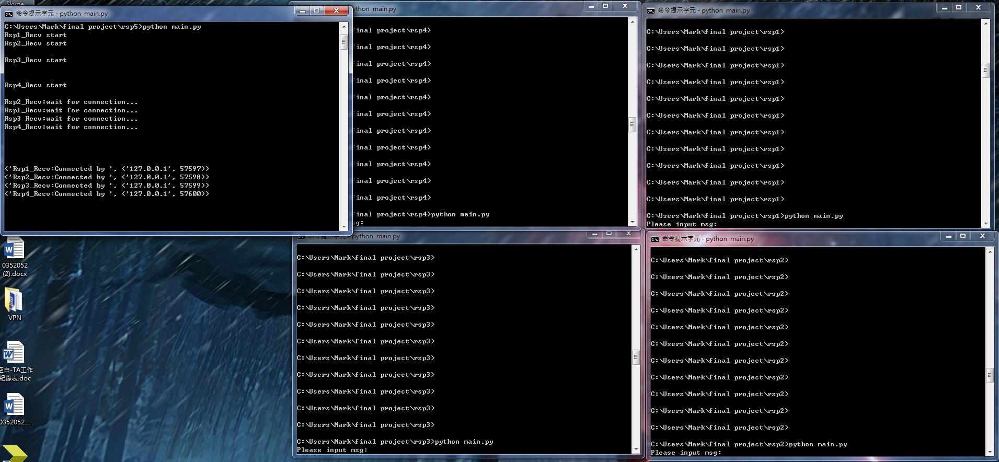 Skype
命令提示字元 - python  main.py
C:\Users\Mark\final project\rsp5>python main.py
Rsp1_Recv start
Rsp2_Recv start
Rsp3_Recv start
Rsp4_Recv start
Rsp2_Recv:wait for connection...
Rsp1_Recv:wait for connection...
Rsp3_Recv:wait for connection...
Rsp4_Recv:wait for connection...
('Rsp1_Recv:Connected by ', ('127.0.0.1', 57597))
('Rsp2_Recv:Connected by ', ('127.0.0.1', 57598))
('Rsp3_Recv:Connected by ', ('127.0.0.1', 57599))
('Rsp4_Recv:Connected by ', ('127.0.0.1', 57600))
ython  main.py
inal project\rsp4>
inal project\rsp4>
inal project\rsp4>
inal project\rsp4>
inal project\rsp4>
inal project\rsp4>
inal project\rsp4>
inal project\rsp4>
inal project\rsp4>
inal project\rsp4>
inal project\rsp4>
inal project\rsp4>python main.py
sg:
命令提示字元 - python  main.py
C:\Users\Mark\final project\rsp1>
C:\Users\Mark\final project\rsp1>
C:\Users\Mark\final project\rsp1>
C:\Users\Mark\final project\rsp1>
C:\Users\Mark\final project\rsp1>
C:\Users\Mark\final project\rsp1>
C:\Users\Mark\final project\rsp1>
C:\Users\Mark\final project\rsp1>
C:\Users\Mark\final project\rsp1>
C:\Users\Mark\final project\rsp1>
C:\Users\Mark\final project\rsp1>
C:\Users\Mark\final project\rsp1>python main.py
Please input msg:
0352052
(2).docx
VPN
空白-TA工作
紀錄表.doc
0352052....
命令提示字元 - python  main.py
C:\Users\Mark\final project\rsp3>
C:\Users\Mark\final project\rsp3>
C:\Users\Mark\final project\rsp3>
C:\Users\Mark\final project\rsp3>
C:\Users\Mark\final project\rsp3>
C:\Users\Mark\final project\rsp3>
C:\Users\Mark\final project\rsp3>
C:\Users\Mark\final project\rsp3>
C:\Users\Mark\final project\rsp3>
C:\Users\Mark\final project\rsp3>
C:\Users\Mark\final project\rsp3>
C:\Users\Mark\final project\rsp3>python main.py
Please input msg:
命令提示字元 - python  main.py
C:\Users\Mark\final project\rsp2>
C:\Users\Mark\final project\rsp2>
C:\Users\Mark\final project\rsp2>
C:\Users\Mark\final project\rsp2>
C:\Users\Mark\final project\rsp2>
C:\Users\Mark\final project\rsp2>
C:\Users\Mark\final project\rsp2>
C:\Users\Mark\final project\rsp2>
C:\Users\Mark\final project\rsp2>
C:\Users\Mark\final project\rsp2>
C:\Users\Mark\final project\rsp2>
C:\Users\Mark\final project\rsp2>python main.py
Please input msg: